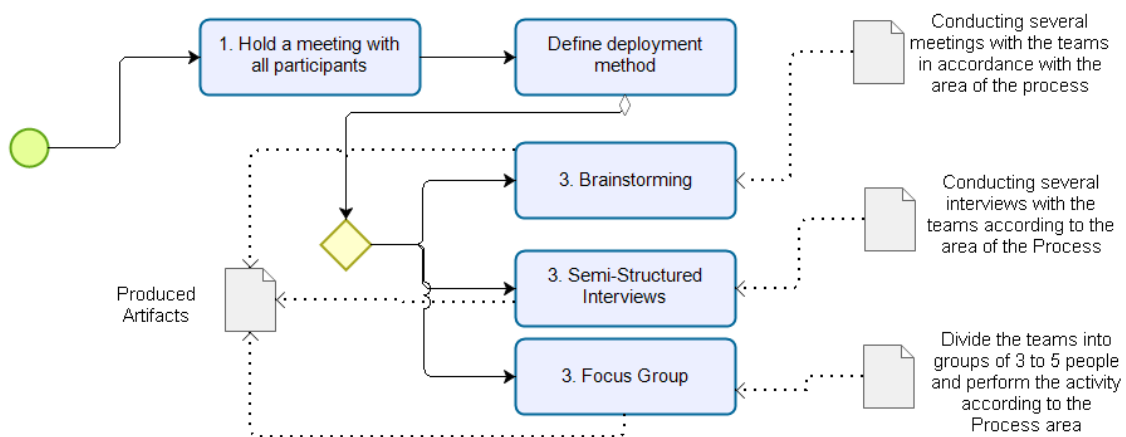 1. Hold a meeting with
all participants
Define deployment
method
Conducting several
meetings with the teams
in accordance with the
area of the process
3. Brainstorming
Conducting several
interviews with the
teams according to the
area of the Process
3. Semi-Structured
Interviews
Produced
Artifacts
3. Focus Group
Divide the teams into
groups of 3 to 5 people
and perform the activity
according to the
Process area